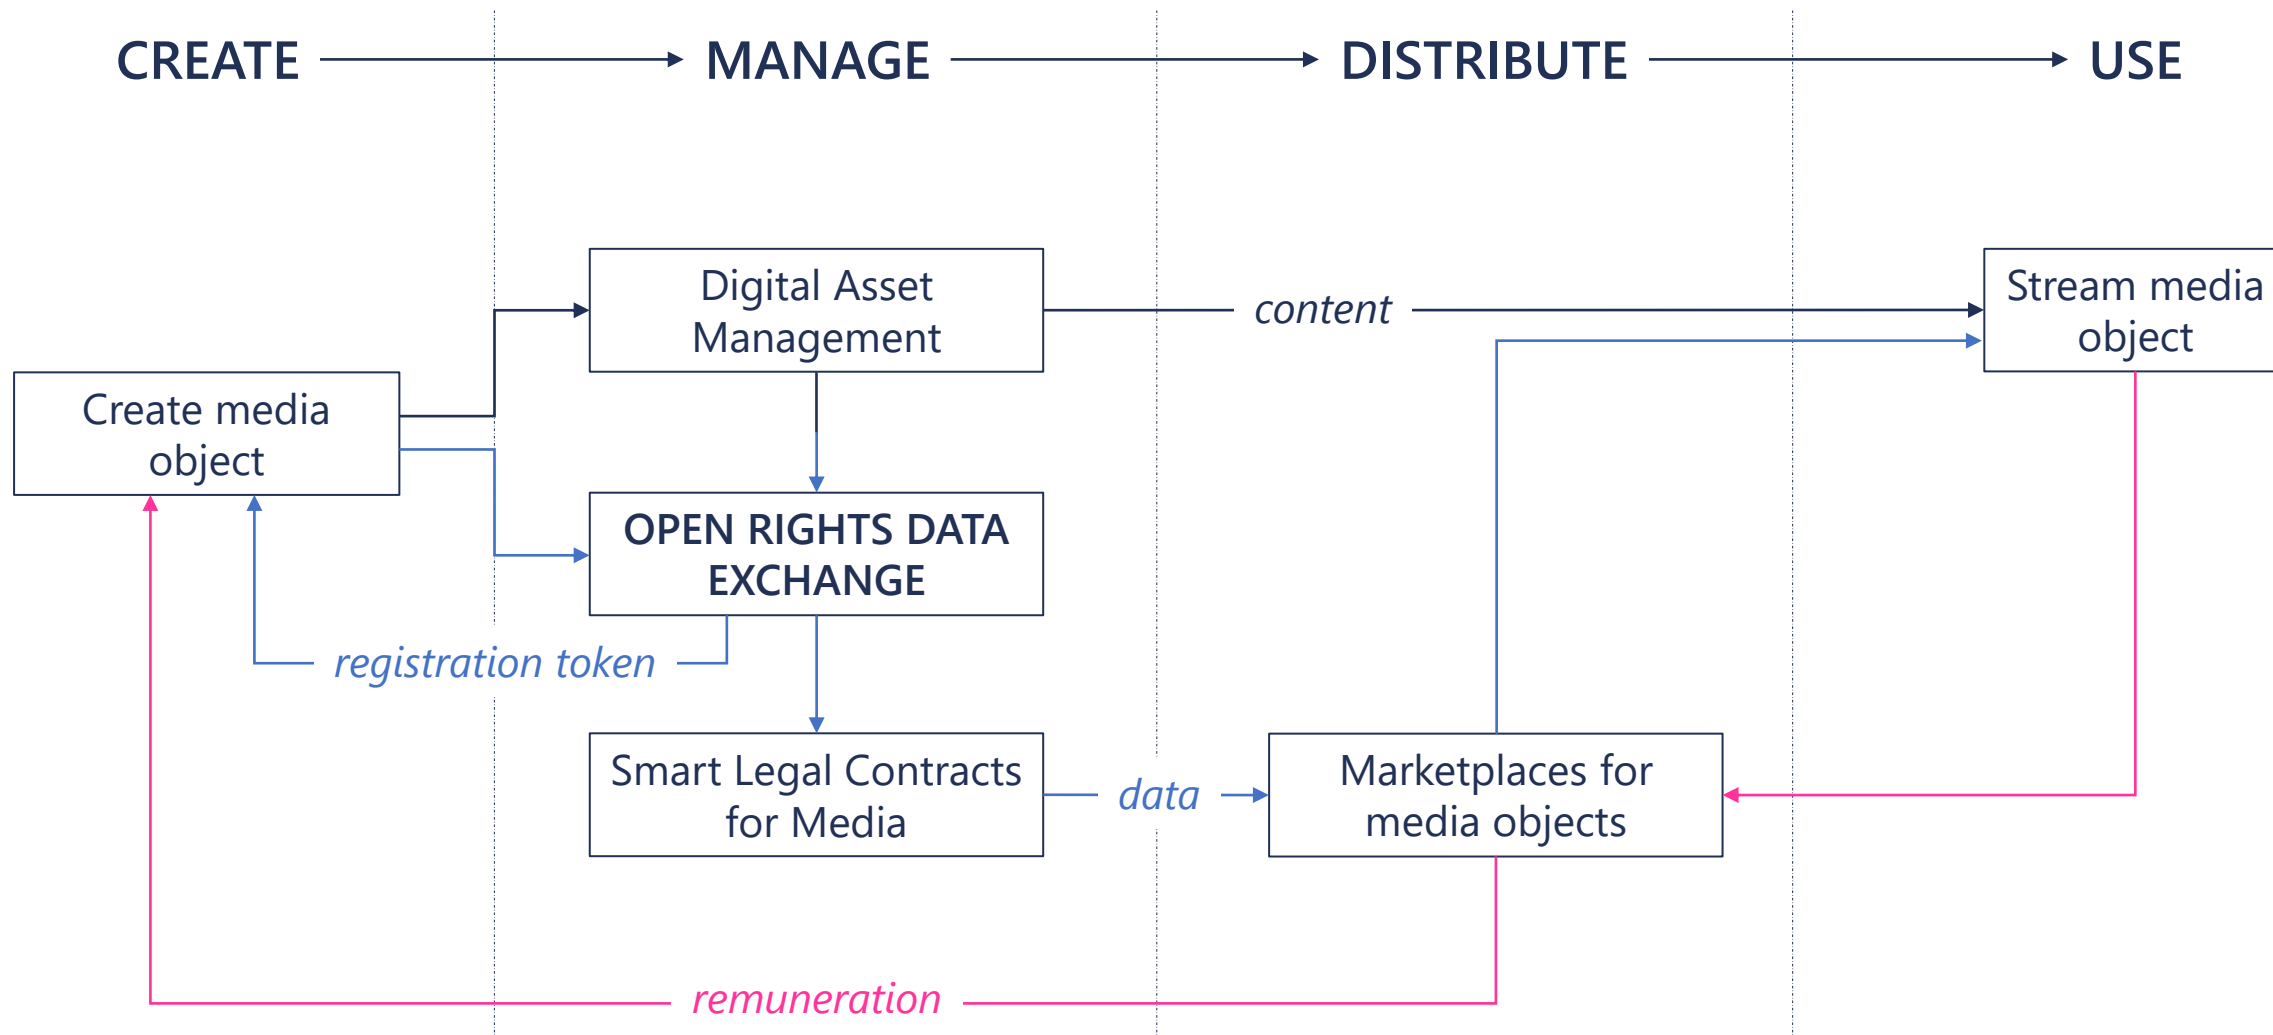 CREATE
MANAGE
DISTRIBUTE
USE
Digital Asset
Management
content
Stream media
object
Create media
object
OPEN RIGHTS DATA
EXCHANGE
registration token
Smart Legal Contracts
for Media
data
Marketplaces for
media objects
remuneration